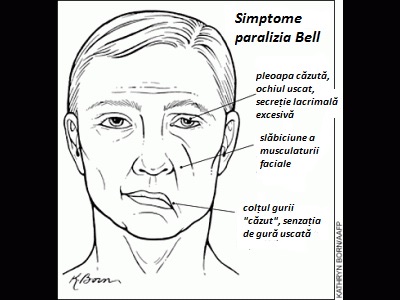 Simptome
paralizia Bell
pleoapa căzută,
ochiul uscat,
secreție lacrimală
excesivă
slăbiciune a
musculaturii
faciale
colțul gurii
"căzut", senzația
de gură uscată
K.Born
KATHRYN BORN/AAFP